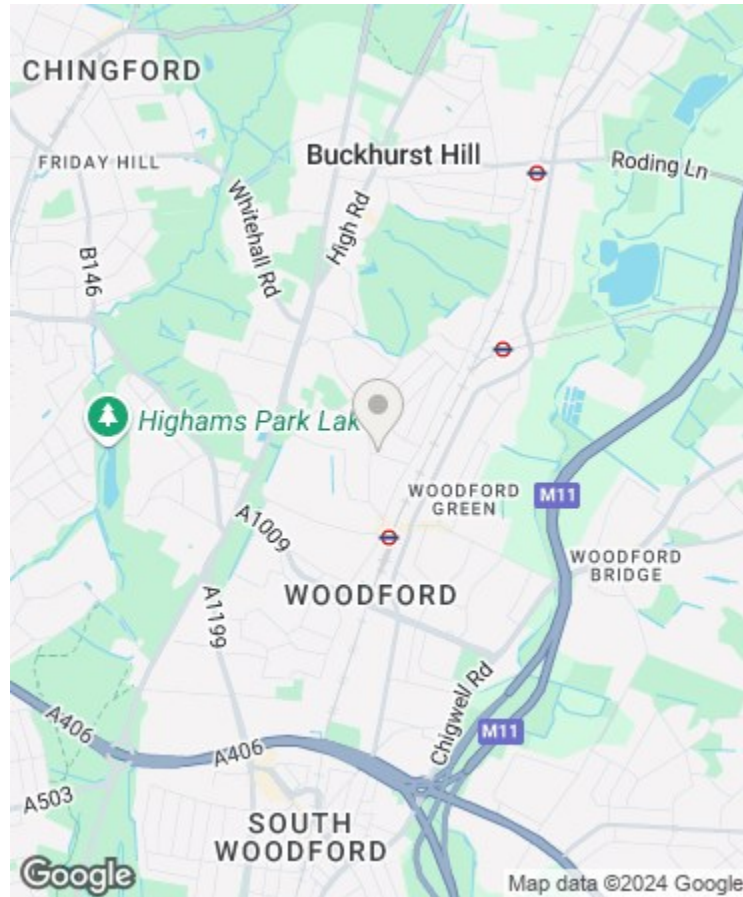 CHINGFORD
FRIDAY HILL
Buckhurst Hill
Roding Ln
Whitehall Rd
High Rd
B146
Highams Park Lak
WOODFORD
GREEN
M11
A1009
WOODFORD
BRIDGE
WOODFORD
A1199
Chigwell Rd
M11
A406
A406
A503
SOUTH
WOODFORD
Google
Map data ©2024 Google